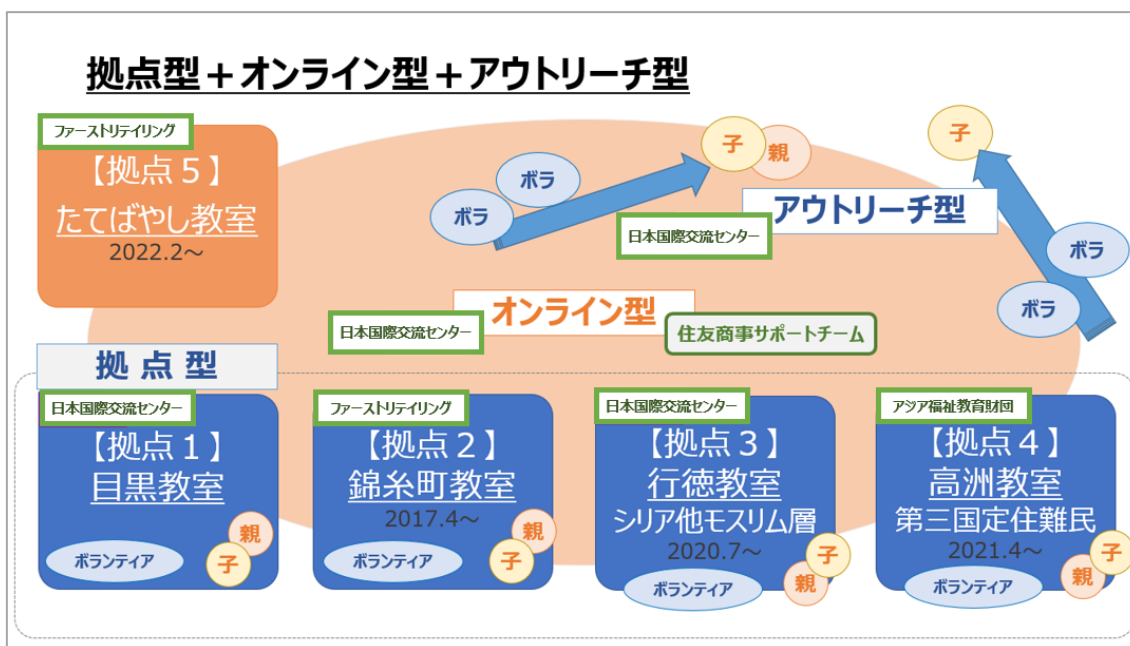 拠点型+オンライン型+アウトリーチ型
ファーストリテイリング
【拠点5】
たてばやし教室
2022.2~
ボラ
ボラ
子
親
子
アウトリーチ型
日本国際交流センター
ボラ
ボラ
オンライン型
日本国際交流センター
住友商事サポートチーム
拠点型
日本国際交流センター
【拠点1】
目黒教室
親
子
ボランティア
ファーストリテイリング
【拠点2】
錦糸町教室
2017.4~
親
子
ボランティア
日本国際交流センター
【拠点3】
行徳教室
シリア他モスリム層
2020.7~
子
親
ボランティア
アジア福祉教育財団
【拠点4】
高洲教室
第三国定住難民
2021.4~
子
親
ボランティア